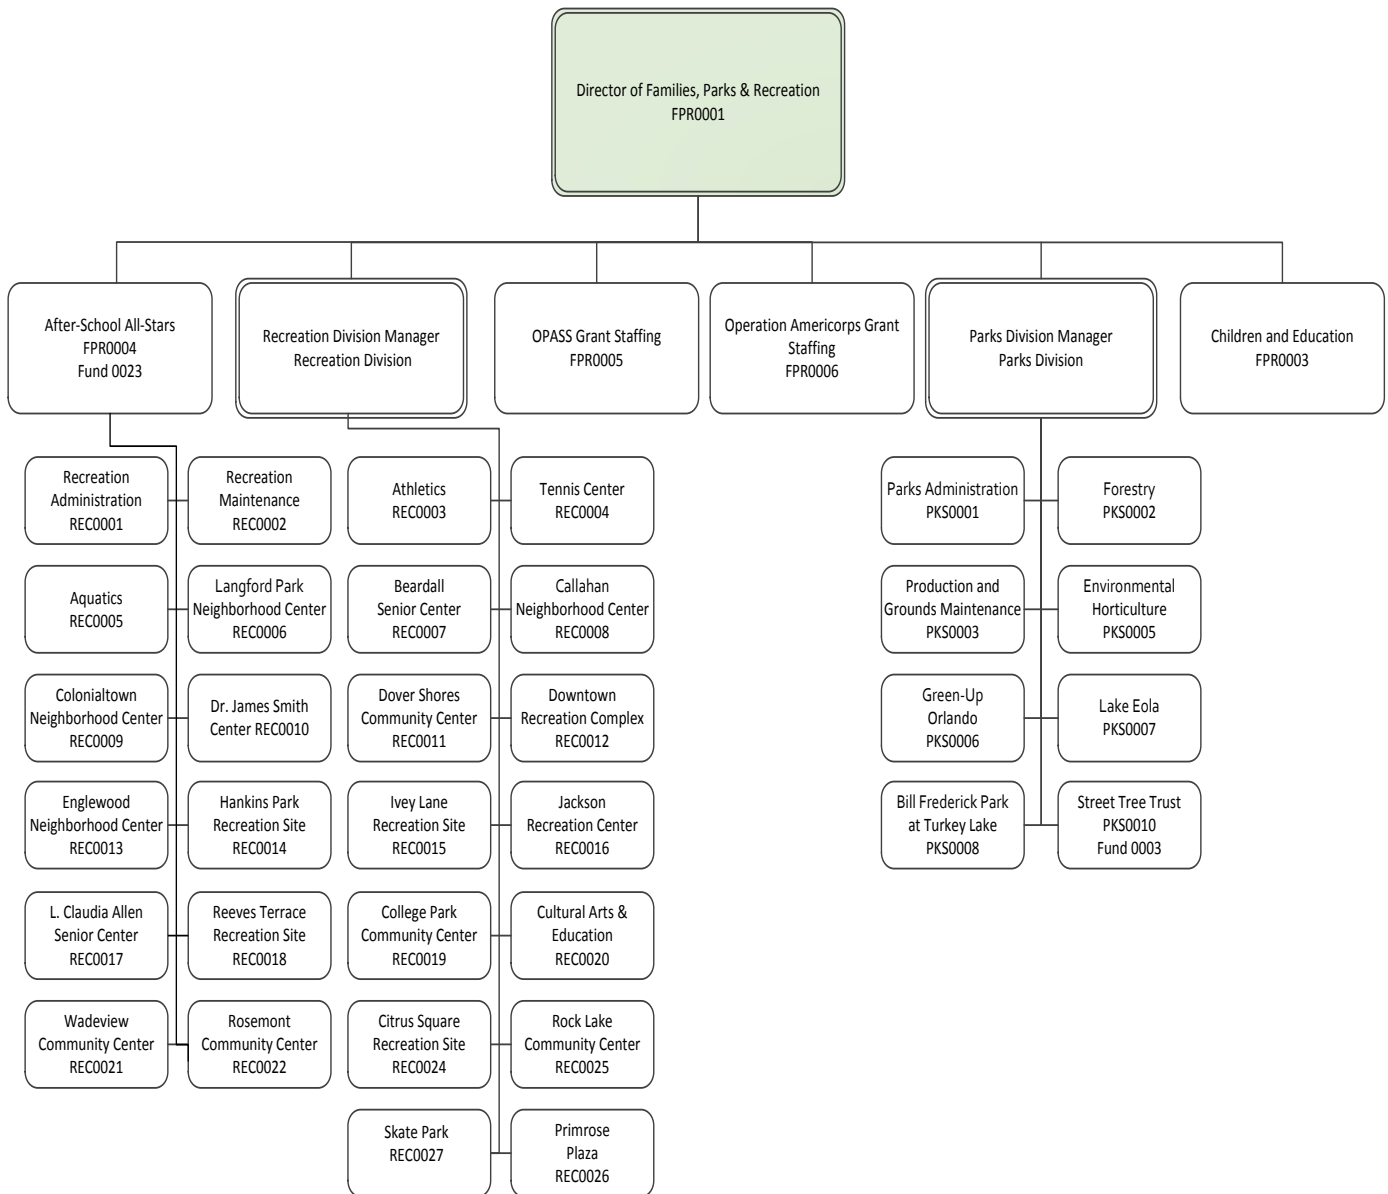 Director of Families, Parks & Recreation
FPR0001
After-School All-Stars
FPR0004
Fund 0023
Recreation Division Manager
Recreation Division
OPASS Grant Staffing
FPR0005
Operation Americorps Grant
Staffing
FPR0006
Parks Division Manager
Parks Division
Children and Education
FPR0003
Recreation
Administration
REC0001
Recreation
Maintenance
REC0002
Athletics
REC0003
Tennis Center
REC0004
Parks Administration
PKS0001
Forestry
PKS0002
Aquatics
REC0005
Langford Park
Neighborhood Center
REC0006
Beardall
Senior Center
REC0007
Callahan
Neighborhood Center
REC0008
Production and
Grounds Maintenance
PKS0003
Environmental
Horticulture
PKS0005
Colonialtown
Neighborhood Center
REC0009
Dr. James Smith
Center REC0010
Dover Shores
Community Center
REC0011
Downtown
Recreation Complex
REC0012
Green-Up
Orlando
PKS0006
Lake Eola
PKS0007
Englewood
Neighborhood Center
REC0013
Hankins Park
Recreation Site
REC0014
Ivey Lane
Recreation Site
REC0015
Jackson
Recreation Center
REC0016
Bill Frederick Park
at Turkey Lake
PKS0008
Street Tree Trust
PKS0010
Fund 0003
L. Claudia Allen
Senior Center
REC0017
Reeves Terrace
Recreation Site
REC0018
College Park
Community Center
REC0019
Cultural Arts &
Education
REC0020
Wadeview
Community Center
REC0021
Rosemont
Community Center
REC0022
Citrus Square
Recreation Site
REC0024
Rock Lake
Community Center
REC0025
Skate Park
REC0027
Primrose
Plaza
REC0026